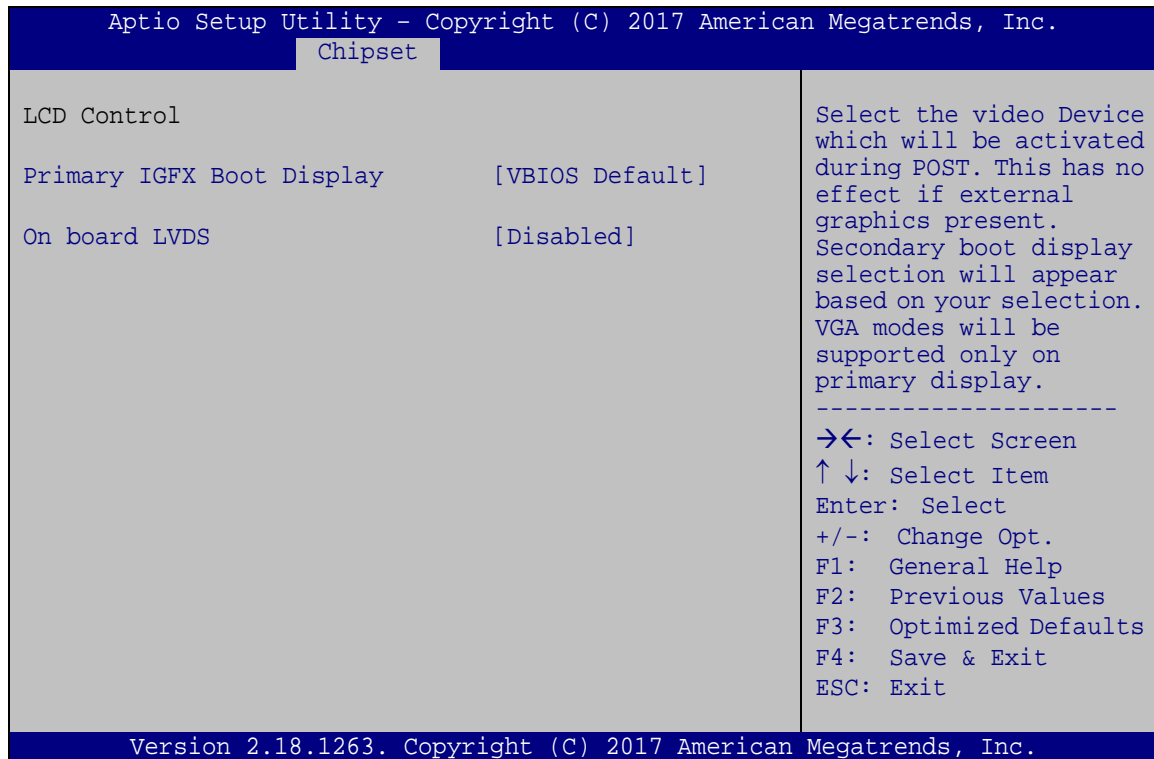 Aptio Setup Utility – Copyright (C) 2017 American Megatrends, Inc.
Chipset
LCD Control
Primary IGFX Boot Display [VBIOS Default]
On board LVDS [Disabled]
Select the video Device
which will be activated
during POST. This has no
effect if external
graphics present.
Secondary boot display
selection will appear
based on your selection.
VGA modes will be
supported only on
primary display.
---------------------
→←: Select Screen
↑ ↓: Select Item
Enter: Select
+/-: Change Opt.
F1: General Help
F2: Previous Values
F3: Optimized Defaults
F4: Save & Exit
ESC: Exit
Version 2.18.1263. Copyright (C) 2017 American Megatrends, Inc.